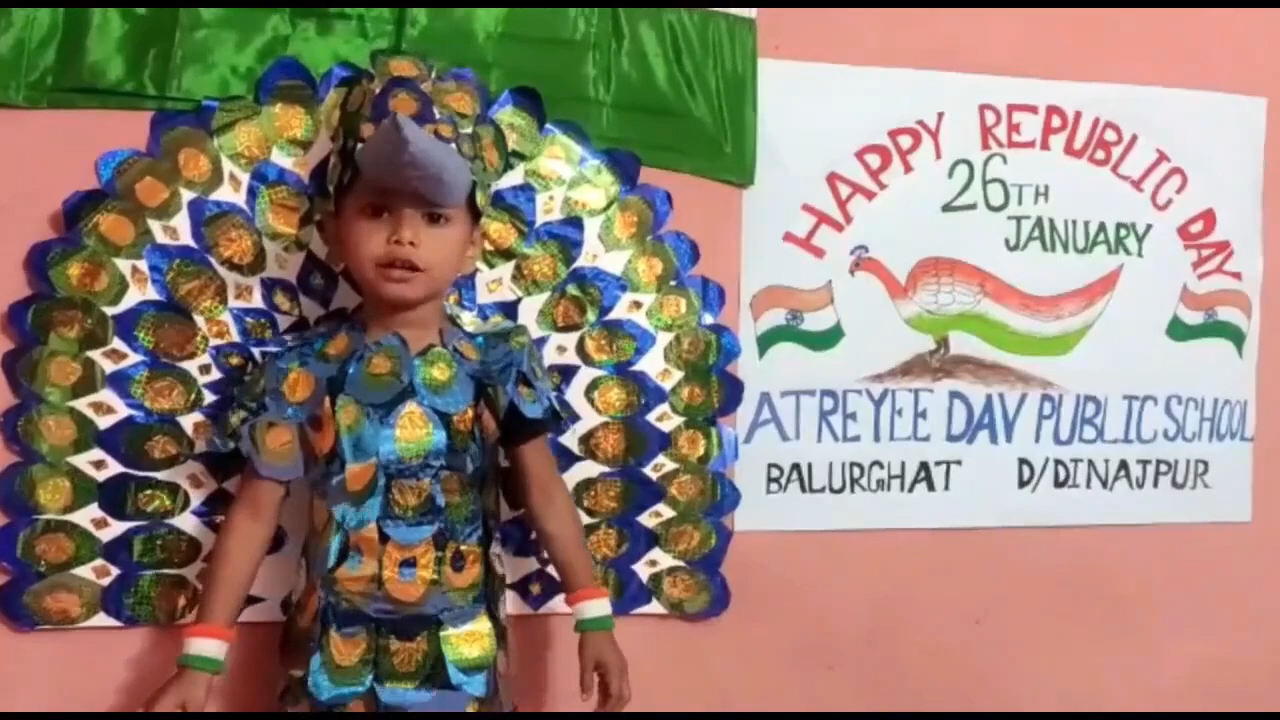 HAPPY REPUBLIC DAY
26TH
JANUARY
ATREYEE DAV PUBLIC SCHOOL
BALURGHAT D/DINAJPUR